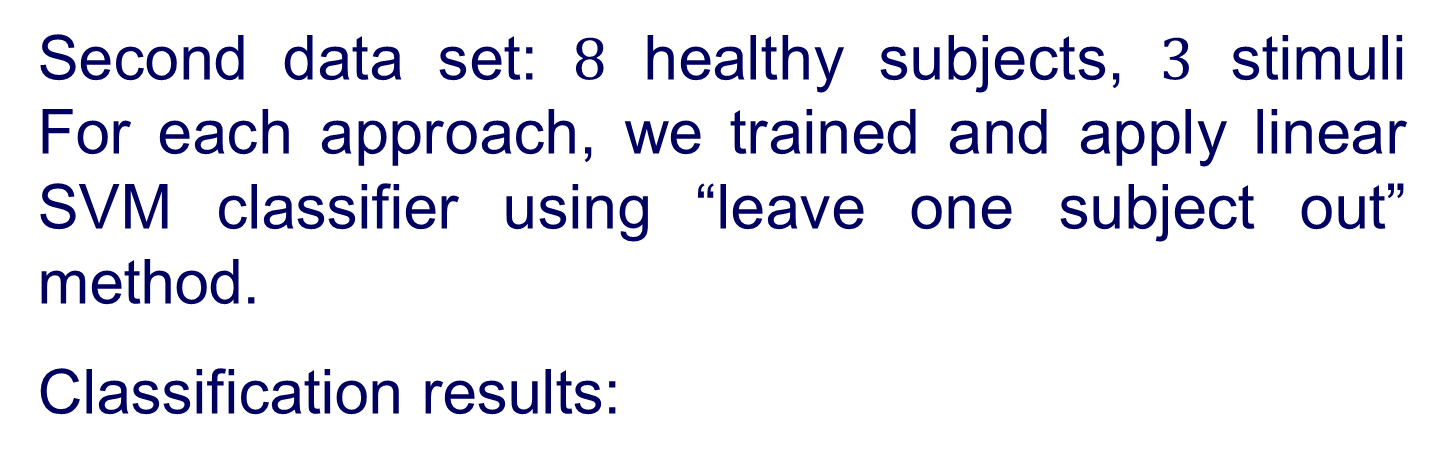 Second data set: 8 healthy subjects, 3 stimuli
For each approach, we trained and apply linear
SVM classifier using “leave one subject out”
method.
Classification results: